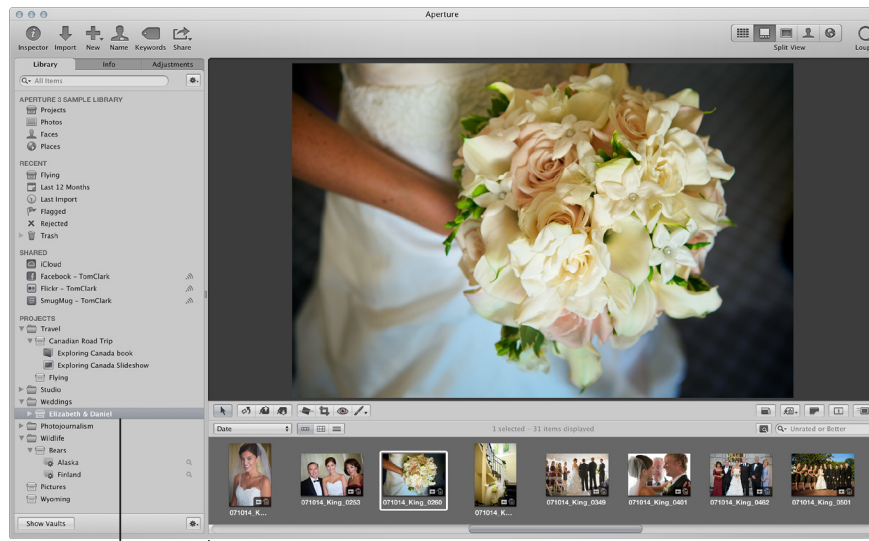 Aperture
Inspector Import New Name Keywords Share
Split View
Library Info Adjustments
All Items
APERTURE 3 SAMPLE LIBRARY
Projects
Photos
Faces
Places
RECENT
Flying
Last 12 Months
Last Import
Flagged
Rejected
Trash
SHARED
iCloud
Facebook – TomClark
Flickr – TomClark
SmugMug – TomClark
PROJECTS
Travel
Canadian Road Trip
Exploring Canada book
Exploring Canada Slideshow
Flying
Studio
Weddings
Elizabeth & Daniel
Photojournalism
Wildlife
Bears
Alaska
Finland
Pictures
Wyoming
Show Vaults
Date
1 selected – 31 items displayed
Unrated or Better
071014_K...
071014_King_0253
071014_King_0260
071014_K...
071014_King_0349
071014_King_0401
071014_King_0462
071014_King_0501